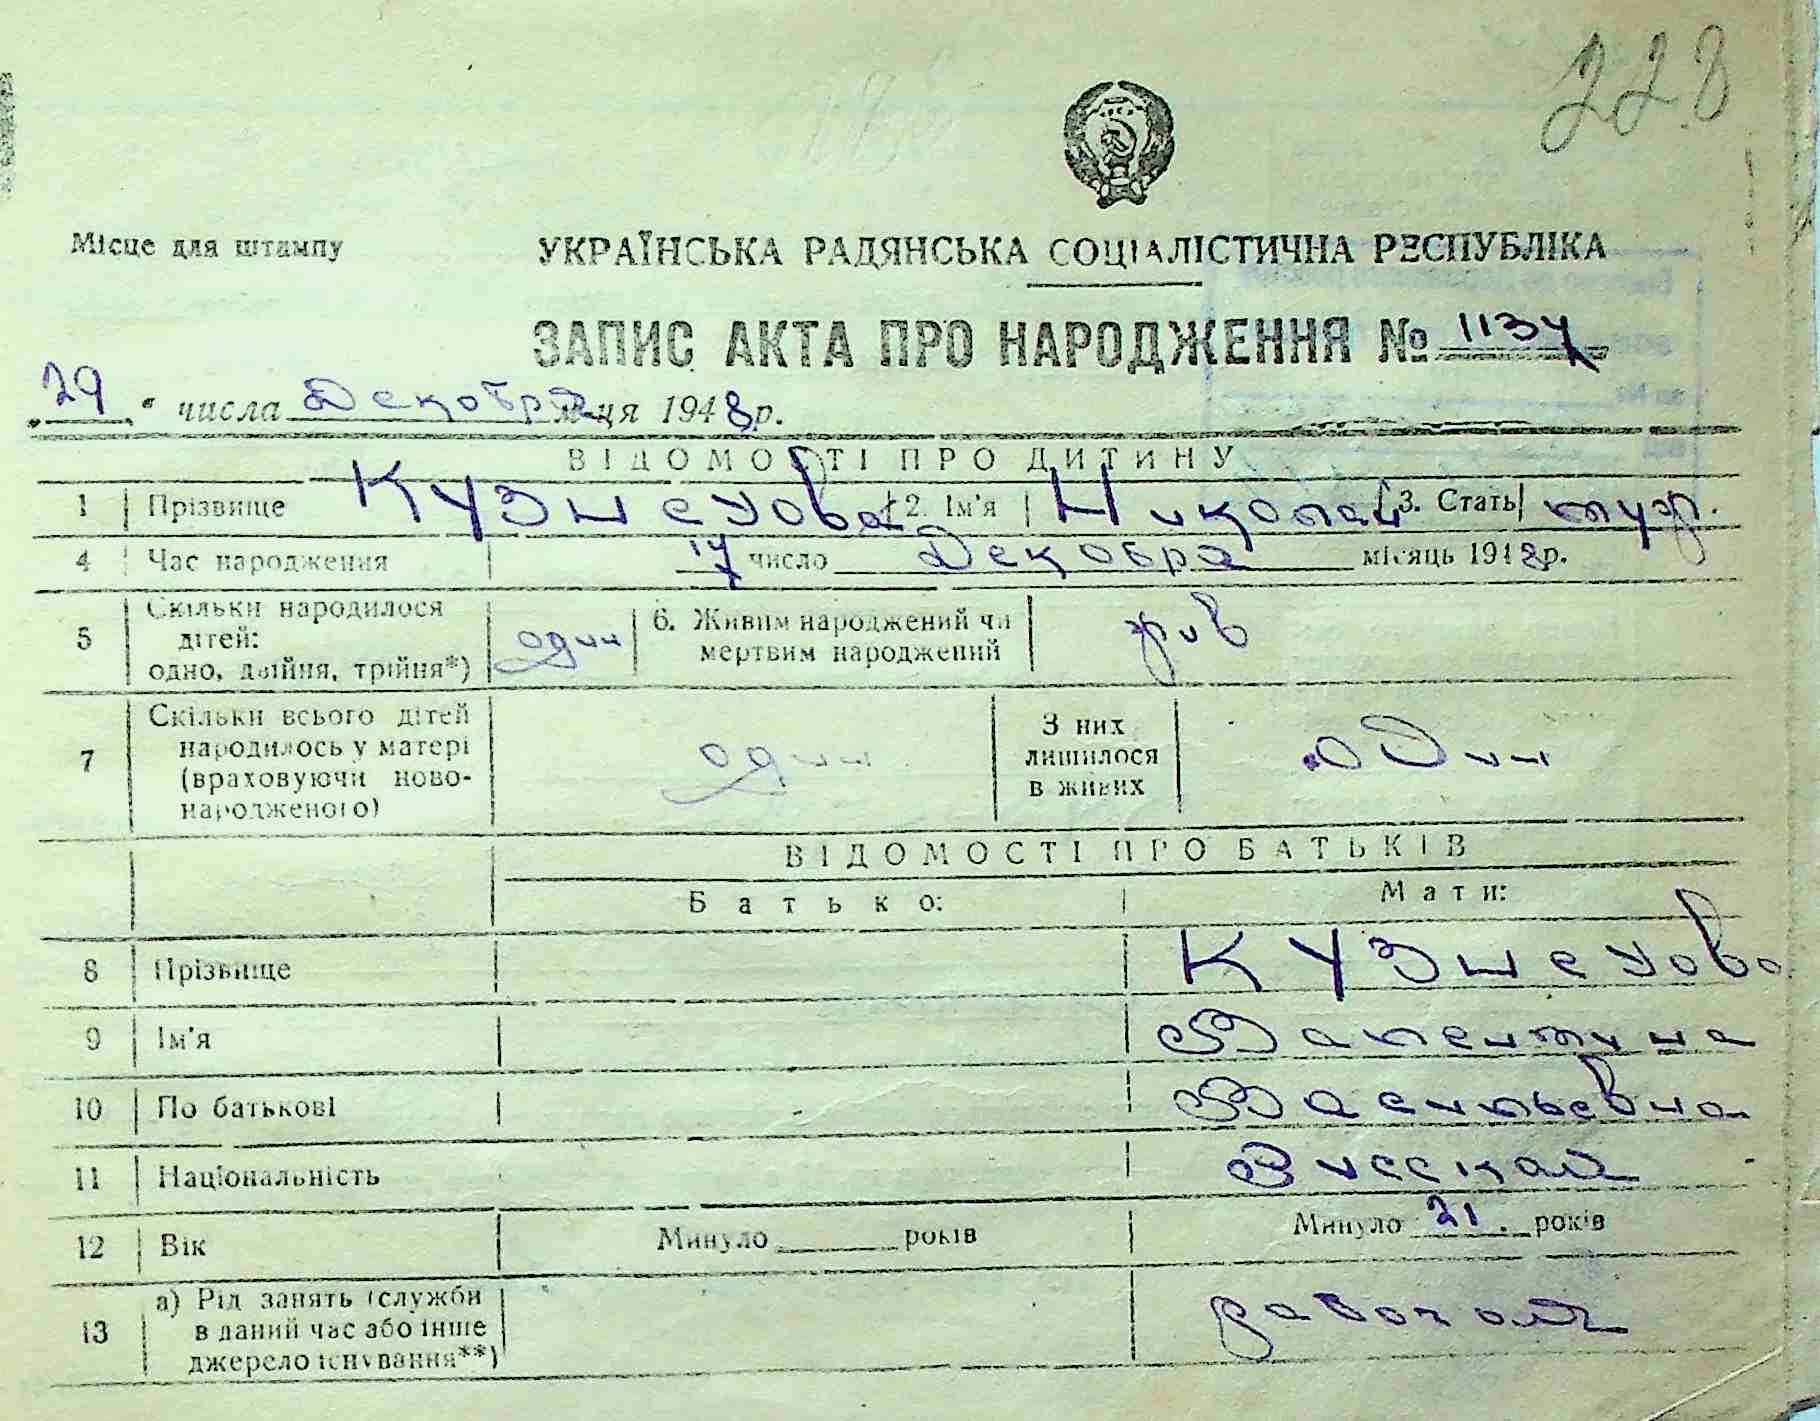 228
Місце для штампу
УКРАЇНСЬКА РАДЯНСЬКА СОЦІАЛІСТИЧНА РЕСПУБЛІКА
ЗАПИС АКТА ПРО НАРОДЖЕННЯ № 1137
„29“ числа Декобря м-ця 1948 р.
ВІДОМОСТІ ПРО ДИТИНУ
1 Прізвище Кузнецова 2. Ім'я Николай 3. Стать муж.
4 Час народження 17 число Декобра місяць 1948 р.
5 Скільки народилося дітей: одно, двійня, трійня*) один 6. Живим народжений чи мертвим народжений жив
7 Скільки всього дітей народилось у матері (враховуючи новонародженого) один З них лишилося в живих один
ВІДОМОСТІ ПРО БАТЬКІВ
Батько: Мати:
8 Прізвище Кузнецова
9 Ім'я Валентина
10 По батькові Васильевна
11 Національність Русская
12 Вік Минуло ____ років Минуло 21. років
13 а) Рід занять (служби в даний час або інше джерело існування**)